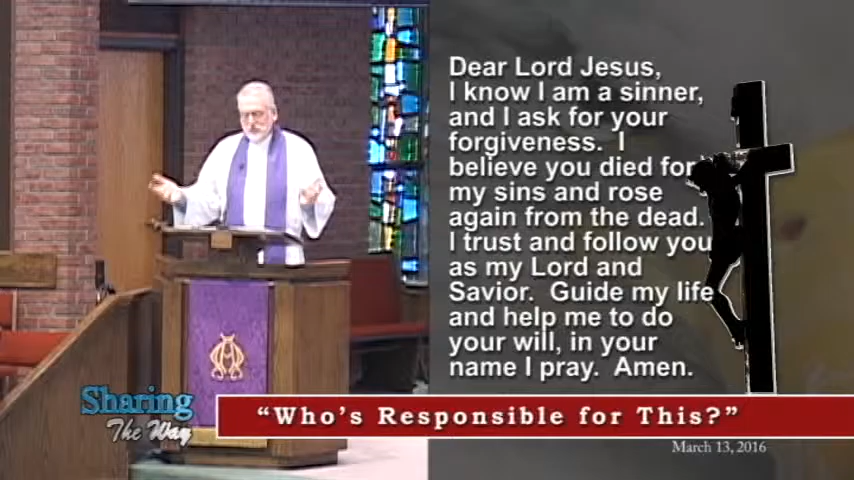 Dear Lord Jesus,
I know I am a sinner,
and I ask for your
forgiveness.  I
believe you died for
my sins and rose
again from the dead.
I trust and follow you
as my Lord and
Savior.  Guide my life
and help me to do
your will, in your
name I pray.  Amen.
Sharing
The Way
“Who’s Responsible for This?”
March 13, 2016